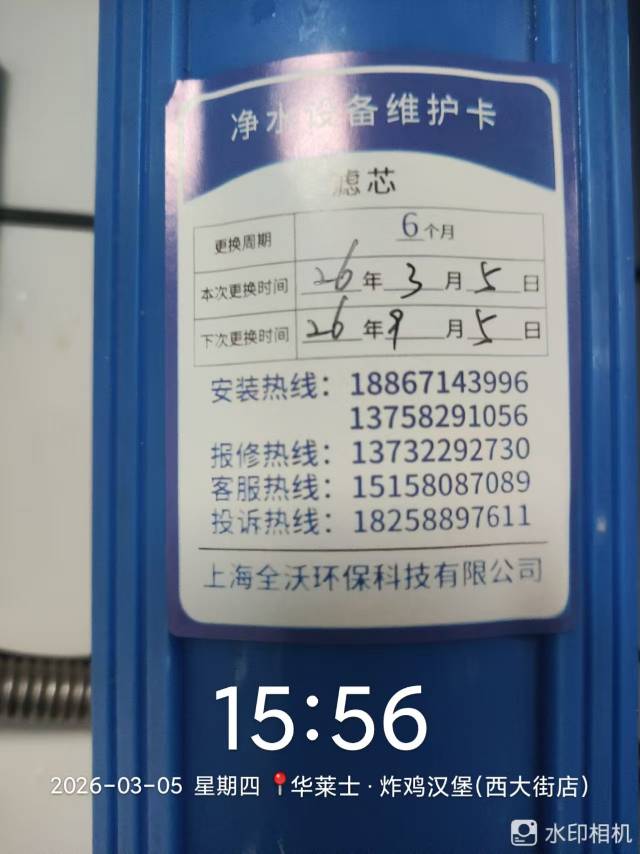 净水设备维护卡
滤芯
更换周期 6个月
本次更换时间 26年3月5日
下次更换时间 26年9月5日
安装热线：18867143996
13758291056
报修热线：13732292730
客服热线：15158087089
投诉热线：18258897611
上海全沃环保科技有限公司
15:56
2026-03-05 星期四 📍华莱士·炸鸡汉堡(西大街店)
水印相机